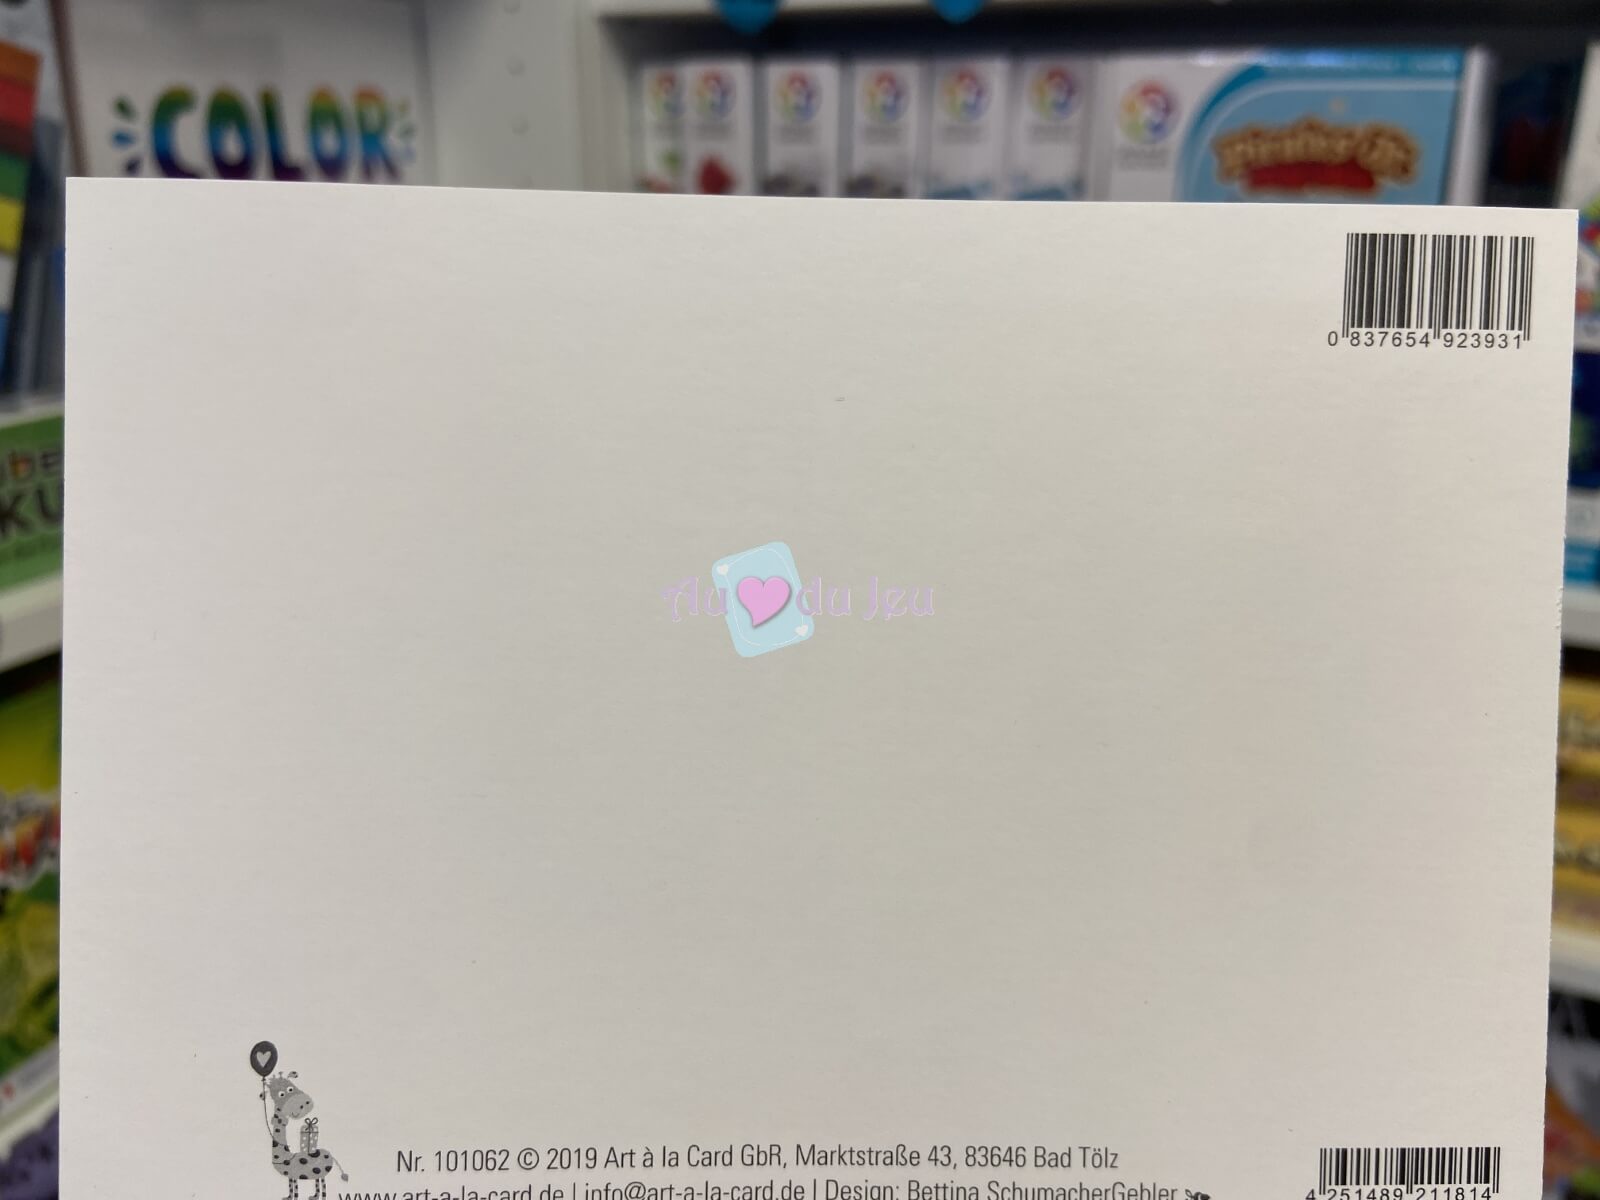 COLOR
0 837654 923931
Au du Jeu
Nr. 101062 © 2019 Art à la Card GbR, Marktstraße 43, 83646 Bad Tölz
www.art-a-la-card.de | info@art-a-la-card.de | Design: Bettina SchumacherGebler
4 251489 211814